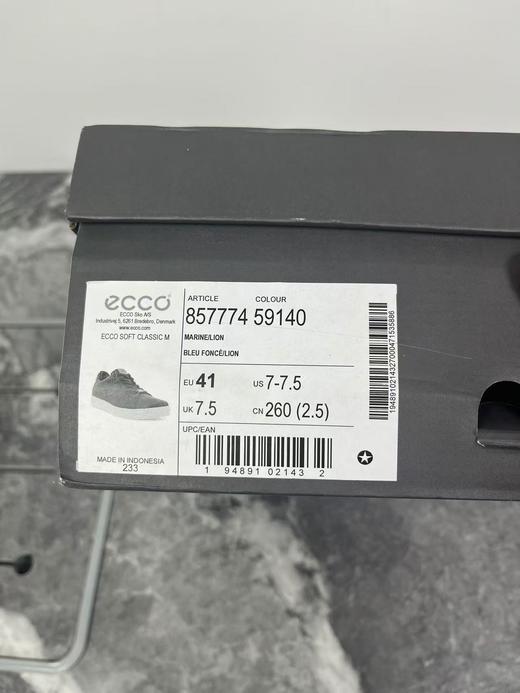 ecco
ECCO Sko A/S
Industrivej 5, 6261 Bredebro, Denmark
www.ecco.com
ECCO SOFT CLASSIC M
MADE IN INDONESIA
233
ARTICLE COLOUR
857774 59140
MARINE/LION
BLEU FONCÉ/LION
EU 41 US 7-7.5
UK 7.5 CN 260 (2.5)
UPC/EAN
1 94891 02143 2
19489102143270004715358​86